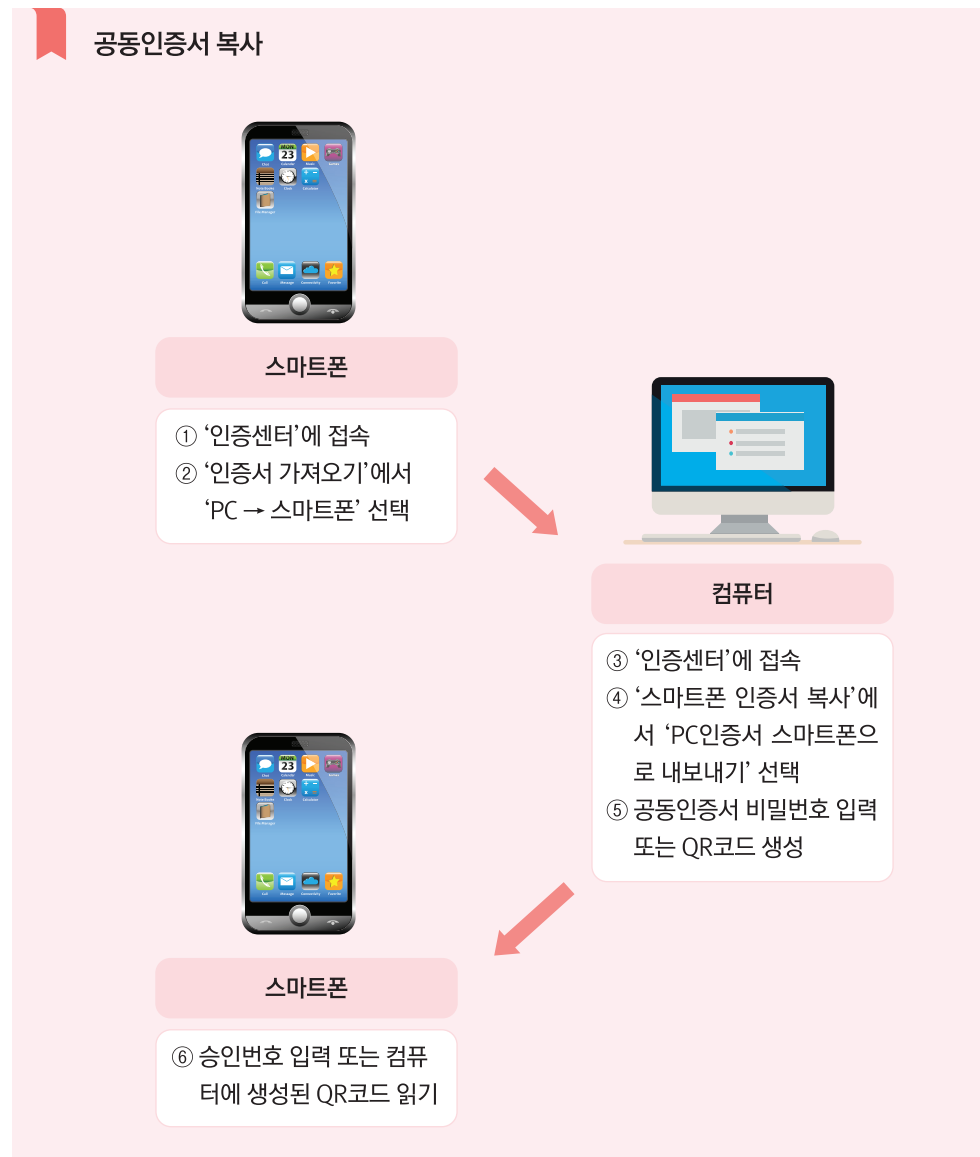 공동인증서 복사
MON
23
스마트폰
① ‘인증센터’에 접속
② ‘인증서 가져오기’에서
‘PC → 스마트폰’ 선택
컴퓨터
③ ‘인증센터’에 접속
④ ‘스마트폰 인증서 복사’에
서 ‘PC인증서 스마트폰으
로 내보내기’ 선택
⑤ 공동인증서 비밀번호 입력
또는 QR코드 생성
MON
23
스마트폰
⑥ 승인번호 입력 또는 컴퓨
터에 생성된 QR코드 읽기